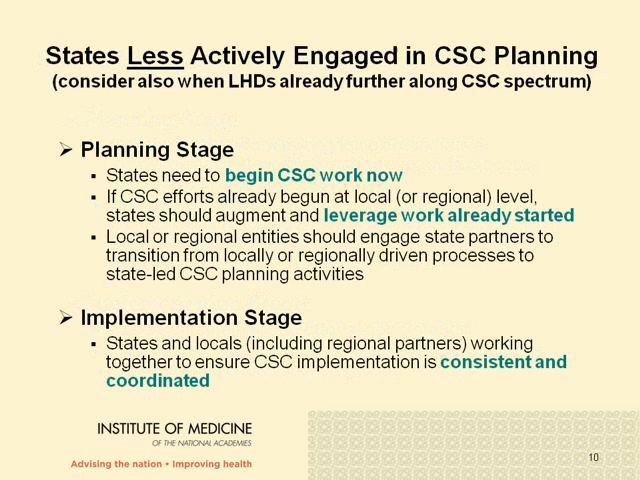 States Less Actively Engaged in CSC Planning
(consider also when LHDs already further along CSC spectrum)
➢ Planning Stage
▪ States need to begin CSC work now
▪ If CSC efforts already begun at local (or regional) level,
states should augment and leverage work already started
▪ Local or regional entities should engage state partners to
transition from locally or regionally driven processes to
state-led CSC planning activities
➢ Implementation Stage
▪ States and locals (including regional partners) working
together to ensure CSC implementation is consistent and
coordinated
INSTITUTE OF MEDICINE
OF THE NATIONAL ACADEMIES
Advising the nation • Improving health
10